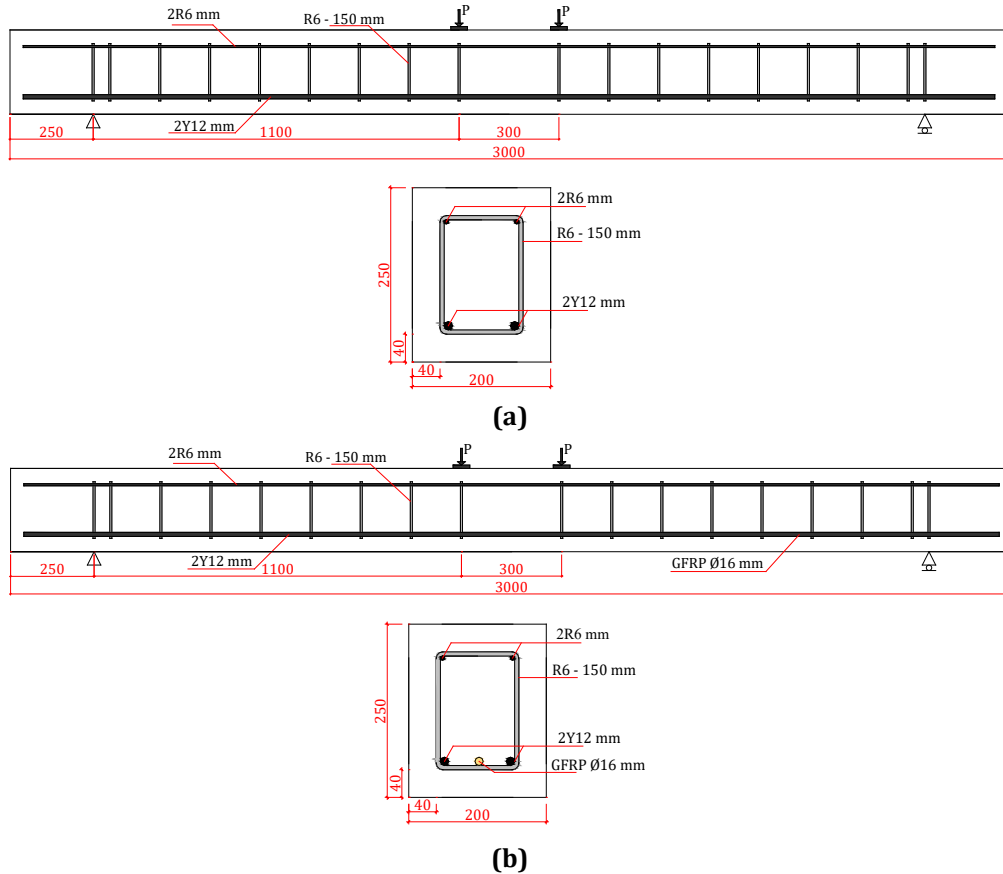 P P
2R6 mm R6 - 150 mm
2Y12 mm
250 1100 300
3000
2R6 mm
R6 - 150 mm
250
2Y12 mm
40
40
200
(a)
P P
2R6 mm R6 - 150 mm
2Y12 mm GFRP Ø16 mm
250 1100 300
3000
2R6 mm
R6 - 150 mm
250
2Y12 mm
GFRP Ø16 mm
40
40
200
(b)